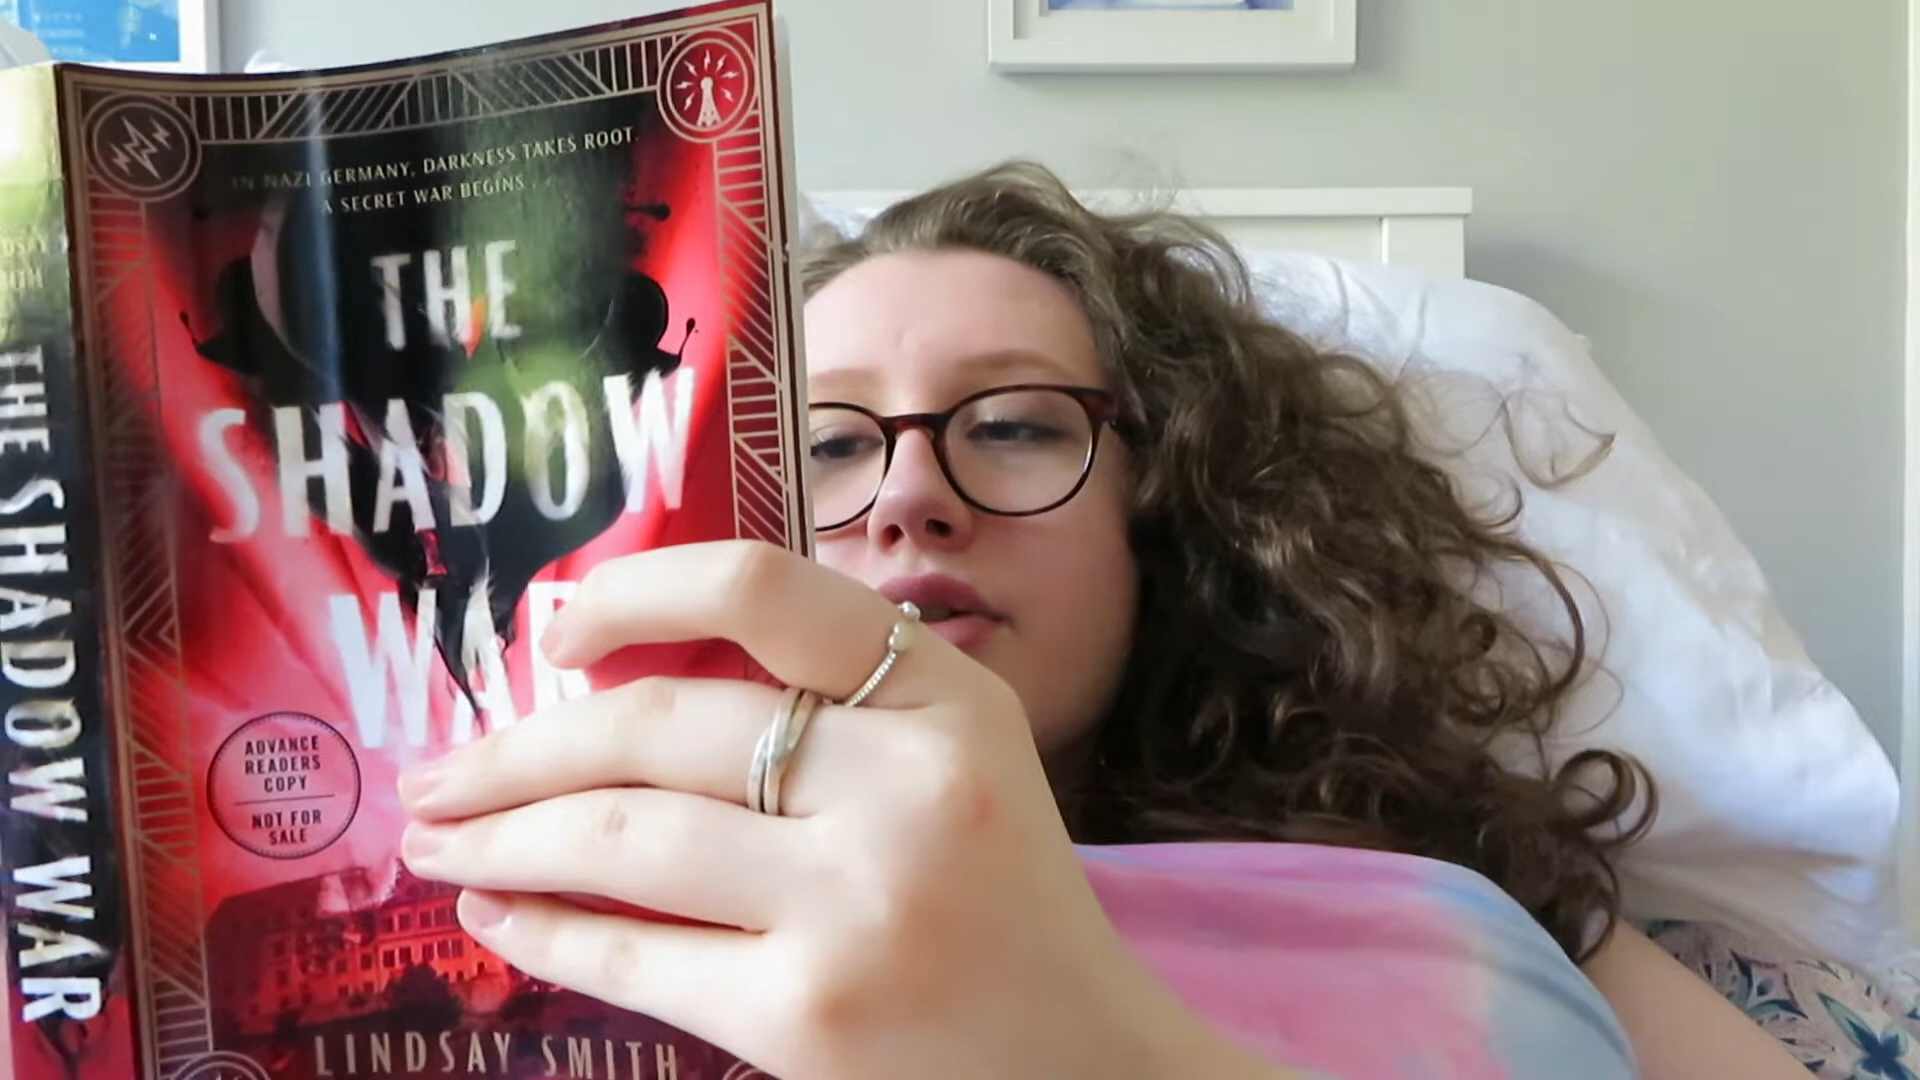 IN NAZI GERMANY, DARKNESS TAKES ROOT.
A SECRET WAR BEGINS . . .
THE
SHADOW
WAR
ADVANCE
READERS
COPY
NOT FOR
SALE
LINDSAY SMITH
THE SHADOW WAR